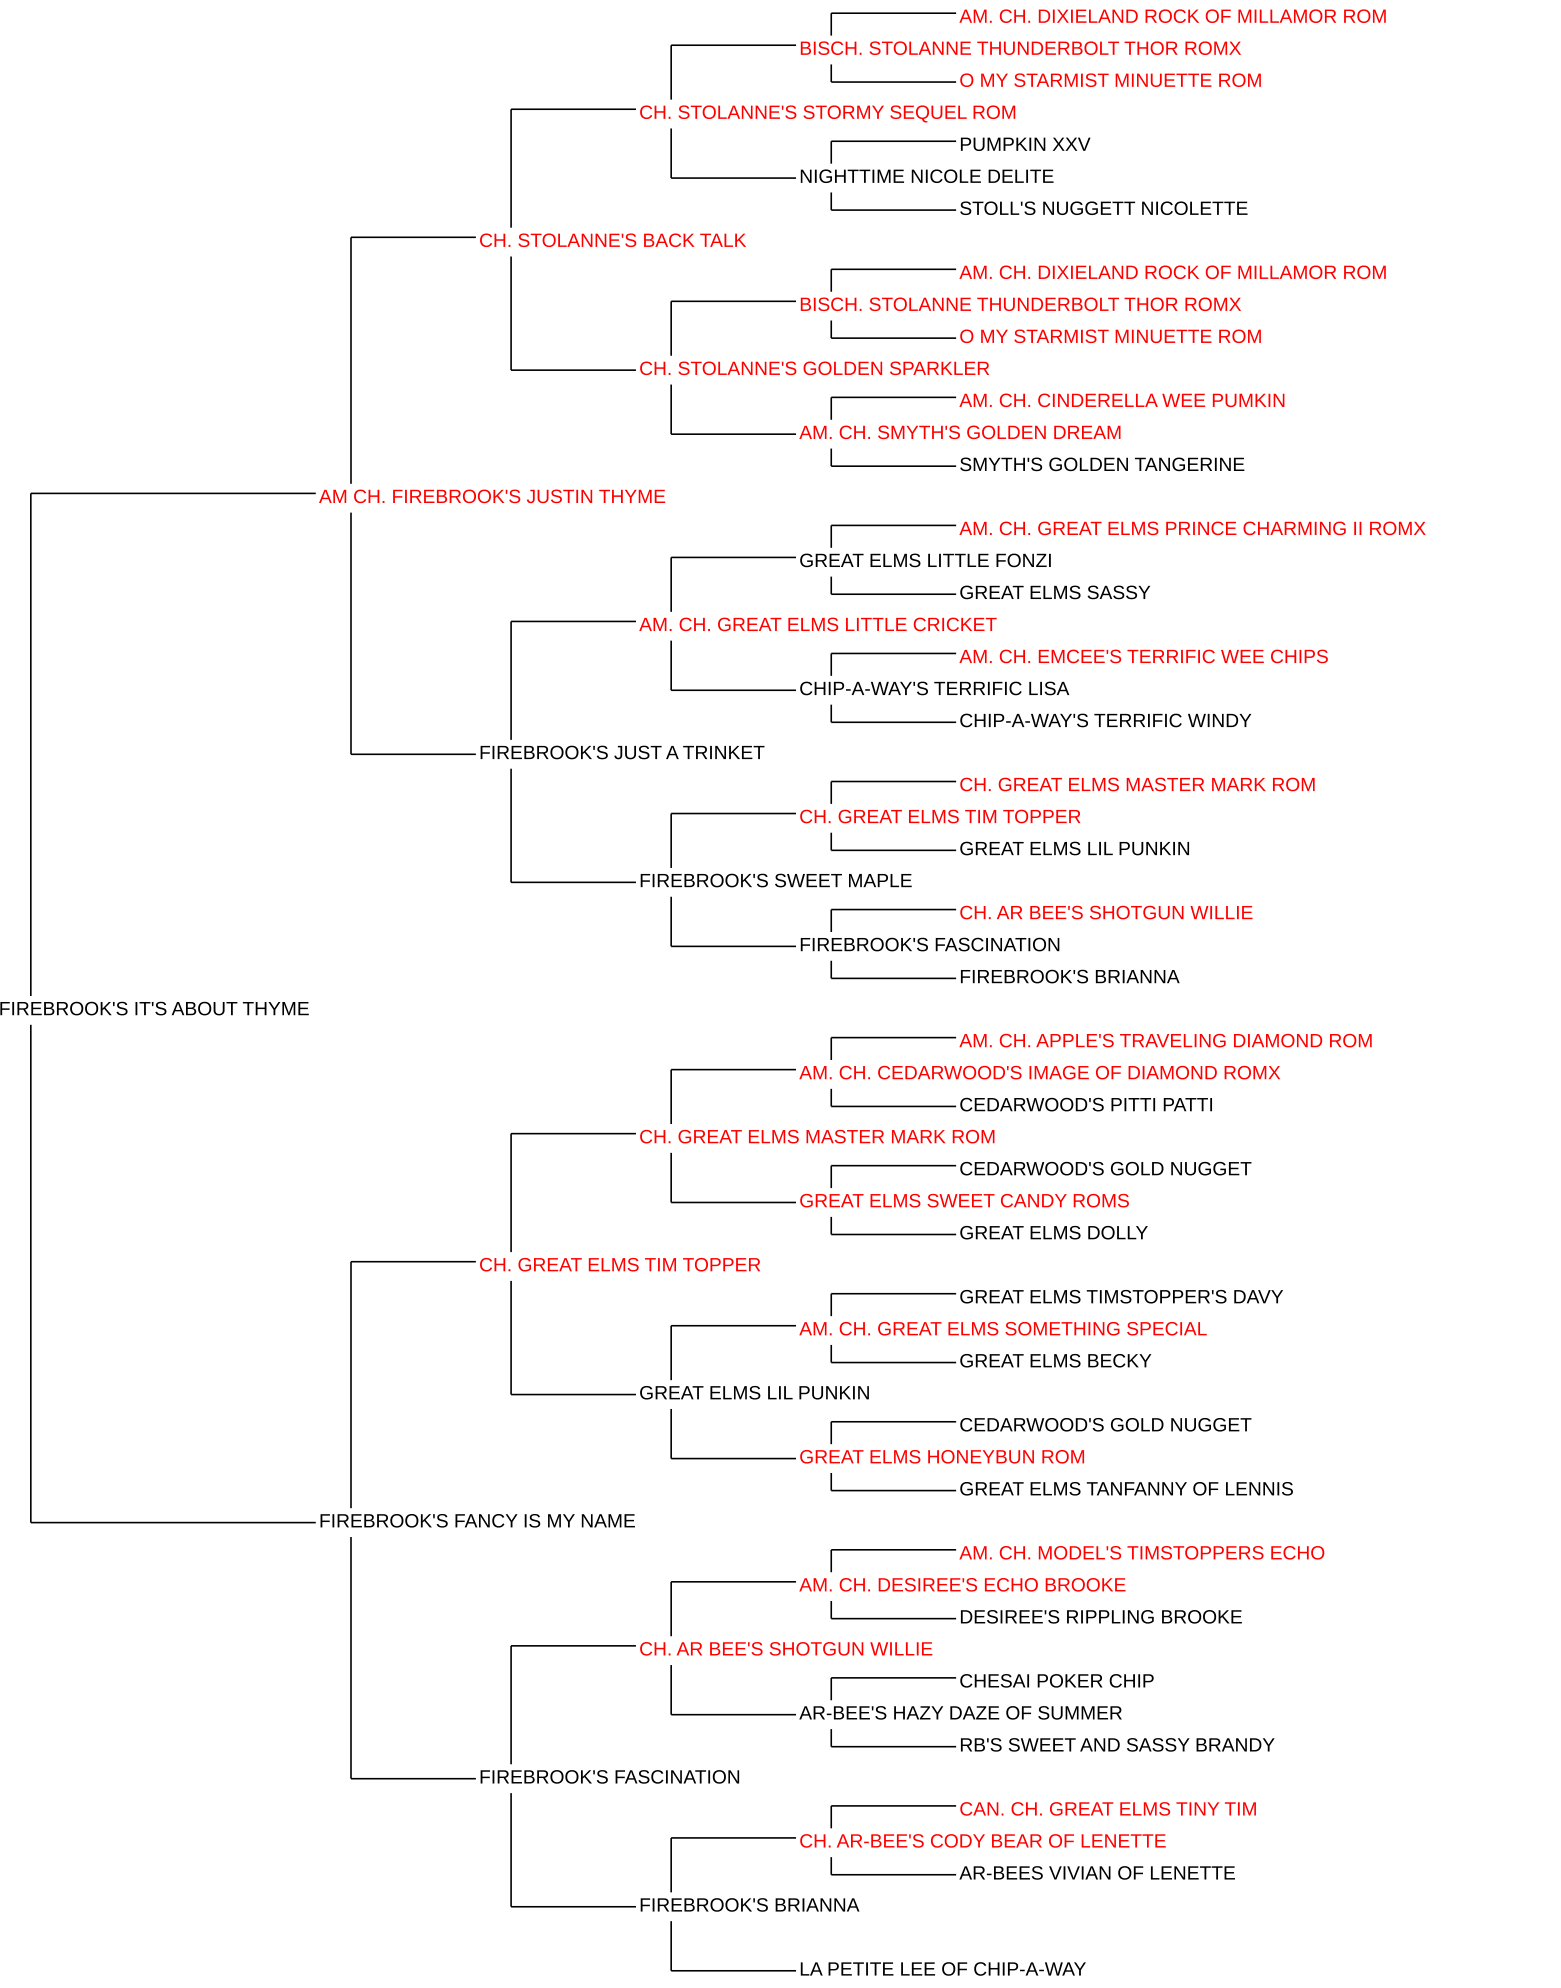 AM. CH. DIXIELAND ROCK OF MILLAMOR ROM
BISCH. STOLANNE THUNDERBOLT THOR ROMX
O MY STARMIST MINUETTE ROM
CH. STOLANNE'S STORMY SEQUEL ROM
PUMPKIN XXV
NIGHTTIME NICOLE DELITE
STOLL'S NUGGETT NICOLETTE
CH. STOLANNE'S BACK TALK
AM. CH. DIXIELAND ROCK OF MILLAMOR ROM
BISCH. STOLANNE THUNDERBOLT THOR ROMX
O MY STARMIST MINUETTE ROM
CH. STOLANNE'S GOLDEN SPARKLER
AM. CH. CINDERELLA WEE PUMKIN
AM. CH. SMYTH'S GOLDEN DREAM
SMYTH'S GOLDEN TANGERINE
AM CH. FIREBROOK'S JUSTIN THYME
AM. CH. GREAT ELMS PRINCE CHARMING II ROMX
GREAT ELMS LITTLE FONZI
GREAT ELMS SASSY
AM. CH. GREAT ELMS LITTLE CRICKET
AM. CH. EMCEE'S TERRIFIC WEE CHIPS
CHIP-A-WAY'S TERRIFIC LISA
CHIP-A-WAY'S TERRIFIC WINDY
FIREBROOK'S JUST A TRINKET
CH. GREAT ELMS MASTER MARK ROM
CH. GREAT ELMS TIM TOPPER
GREAT ELMS LIL PUNKIN
FIREBROOK'S SWEET MAPLE
CH. AR BEE'S SHOTGUN WILLIE
FIREBROOK'S FASCINATION
FIREBROOK'S BRIANNA
FIREBROOK'S IT'S ABOUT THYME
AM. CH. APPLE'S TRAVELING DIAMOND ROM
AM. CH. CEDARWOOD'S IMAGE OF DIAMOND ROMX
CEDARWOOD'S PITTI PATTI
CH. GREAT ELMS MASTER MARK ROM
CEDARWOOD'S GOLD NUGGET
GREAT ELMS SWEET CANDY ROMS
GREAT ELMS DOLLY
CH. GREAT ELMS TIM TOPPER
GREAT ELMS TIMSTOPPER'S DAVY
AM. CH. GREAT ELMS SOMETHING SPECIAL
GREAT ELMS BECKY
GREAT ELMS LIL PUNKIN
CEDARWOOD'S GOLD NUGGET
GREAT ELMS HONEYBUN ROM
GREAT ELMS TANFANNY OF LENNIS
FIREBROOK'S FANCY IS MY NAME
AM. CH. MODEL'S TIMSTOPPERS ECHO
AM. CH. DESIREE'S ECHO BROOKE
DESIREE'S RIPPLING BROOKE
CH. AR BEE'S SHOTGUN WILLIE
CHESAI POKER CHIP
AR-BEE'S HAZY DAZE OF SUMMER
RB'S SWEET AND SASSY BRANDY
FIREBROOK'S FASCINATION
CAN. CH. GREAT ELMS TINY TIM
CH. AR-BEE'S CODY BEAR OF LENETTE
AR-BEES VIVIAN OF LENETTE
FIREBROOK'S BRIANNA
LA PETITE LEE OF CHIP-A-WAY